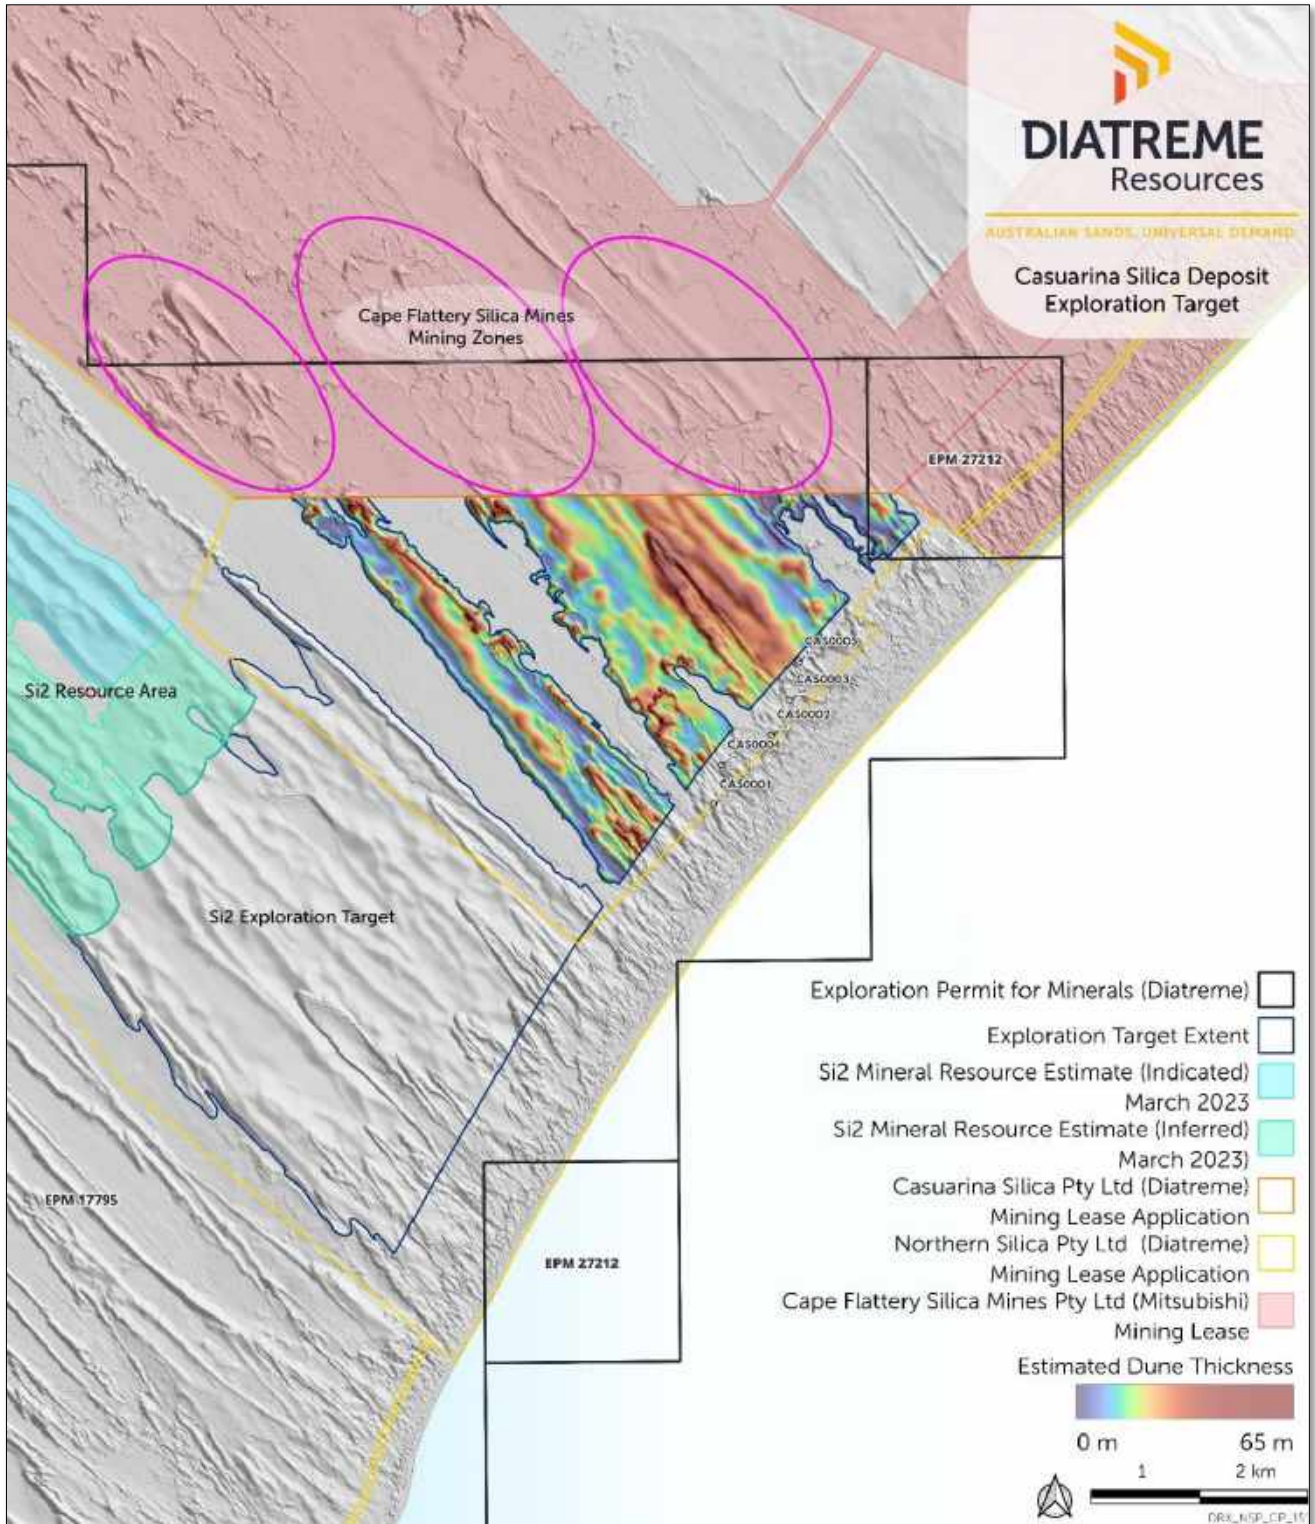 DIATREME
Resources
AUSTRALIAN SANDS, UNIVERSAL DEMAND
Casuarina Silica Deposit
Exploration Target
Cape Flattery Silica Mines
Mining Zones
EPM 27212
CAS0005
CAS0003
CAS0002
CAS0004
CAS0001
Si2 Resource Area
Si2 Exploration Target
EPM 17795
EPM 27212
Exploration Permit for Minerals (Diatreme)
Exploration Target Extent
Si2 Mineral Resource Estimate (Indicated)
March 2023
Si2 Mineral Resource Estimate (Inferred)
March 2023)
Casuarina Silica Pty Ltd (Diatreme)
Mining Lease Application
Northern Silica Pty Ltd (Diatreme)
Mining Lease Application
Cape Flattery Silica Mines Pty Ltd (Mitsubishi)
Mining Lease
Estimated Dune Thickness
0 m 65 m
1 2 km